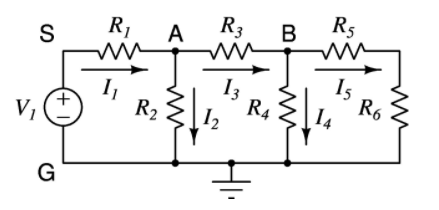 S R1 A R3 B R5
I1 I3 I5
V1 + − R2 I2 R4 I4 R6
G